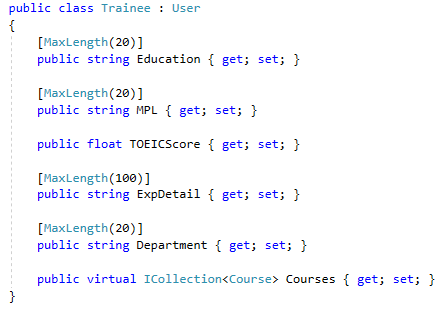 public class Trainee : User
{
[MaxLength(20)]
public string Education { get; set; }
[MaxLength(20)]
public string MPL { get; set; }
public float TOEICScore { get; set; }
[MaxLength(100)]
public string ExpDetail { get; set; }
[MaxLength(20)]
public string Department { get; set; }
public virtual ICollection<Course> Courses { get; set; }
}